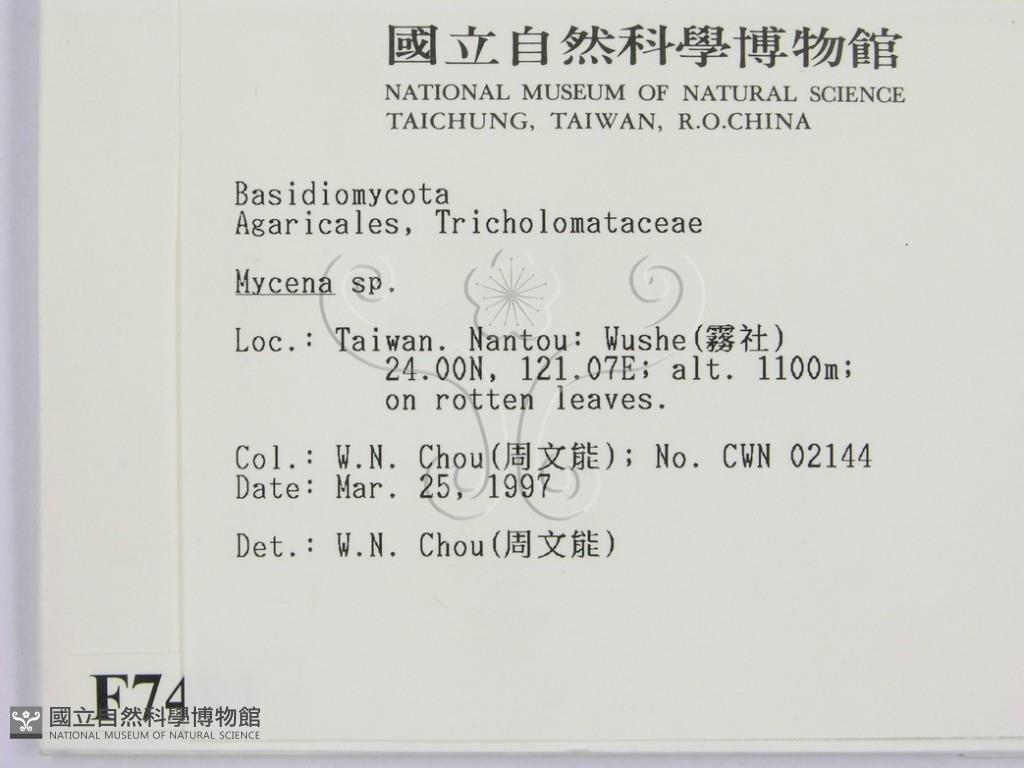 國立自然科學博物館
NATIONAL MUSEUM OF NATURAL SCIENCE
TAICHUNG, TAIWAN, R.O.CHINA
Basidiomycota
Agaricales, Tricholomataceae
Mycena sp.
Loc.: Taiwan. Nantou: Wushe(霧社)
24.00N, 121.07E; alt. 1100m;
on rotten leaves.
Col.: W.N. Chou(周文能); No. CWN 02144
Date: Mar. 25, 1997
Det.: W.N. Chou(周文能)
F74
國立自然科學博物館
NATIONAL MUSEUM OF NATURAL SCIENCE